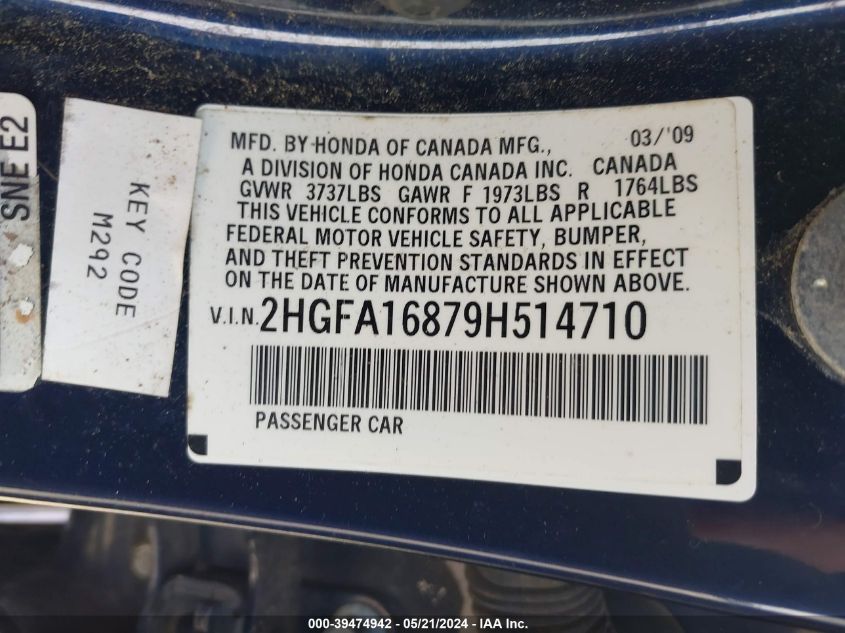 SNE E2
KEY CODE
M292
MFD. BY HONDA OF CANADA MFG., 03/'09
A DIVISION OF HONDA CANADA INC. CANADA
GVWR 3737LBS GAWR F 1973LBS R 1764LBS
THIS VEHICLE CONFORMS TO ALL APPLICABLE
FEDERAL MOTOR VEHICLE SAFETY, BUMPER,
AND THEFT PREVENTION STANDARDS IN EFFECT
ON THE DATE OF MANUFACTURE SHOWN ABOVE.
V.I.N. 2HGFA16879H514710
PASSENGER CAR
000-39474942 - 05/21/2024 - IAAI - Copart - IAA, Inc.